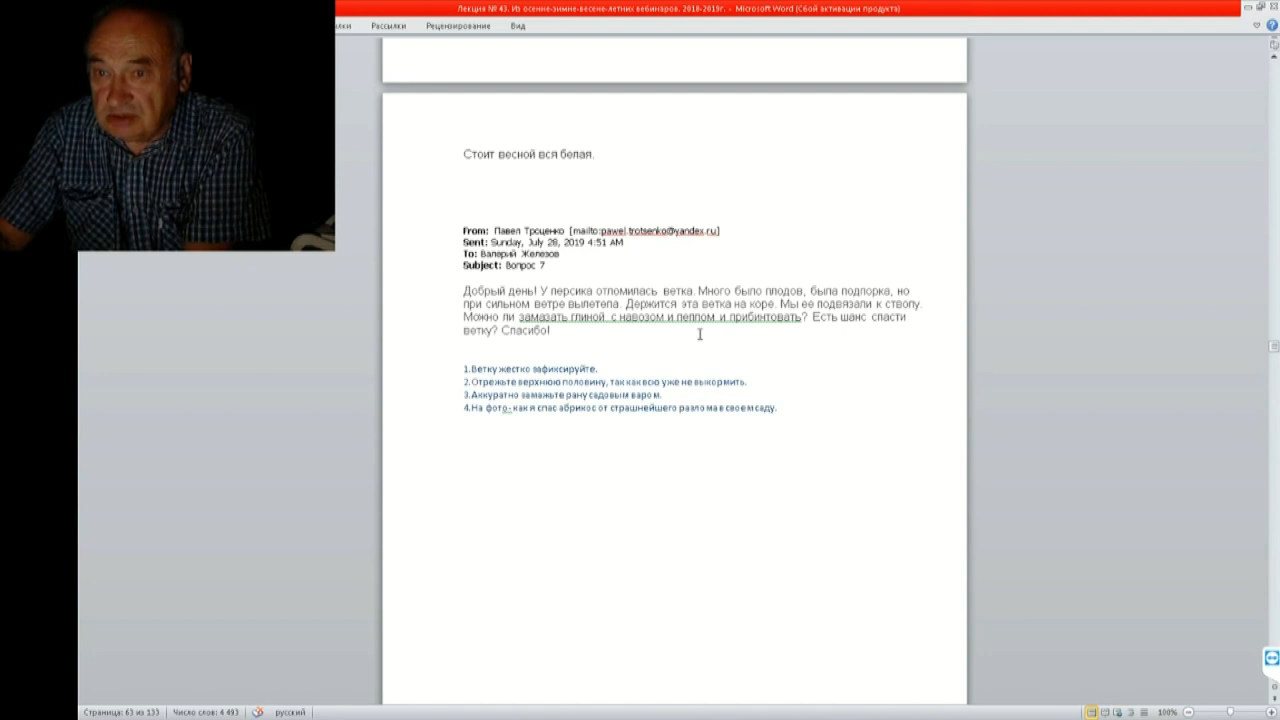 Лекция № 43. Из осенне-зимне-весене-летних вебинаров. 2018-2019г. - Microsoft Word (Сбой активации продукта)
лки Рассылки Рецензирование Вид
Стоит весной вся белая.
From: Павел Троценко [mailto:pawel.trotsenko@yandex.ru]
Sent: Sunday, July 28, 2019 4:51 AM
To: Валерий Железов
Subject: Вопрос 7
Добрый день! У персика отломилась ветка. Много было плодов, была подпорка, но
при сильном ветре вылетела. Держится эта ветка на коре. Мы ее подвязали к стволу.
Можно ли замазать глиной с навозом и пеплом и прибинтовать? Есть шанс спасти
ветку? Спасибо!
1.Ветку жестко зафиксируйте.
2.Отрежьте верхнюю половину, так как всю уже не выкормить.
3.Аккуратно замажьте рану садовым варом.
4.На фото- как я спас абрикос от страшнейшего разлома в своем саду.
Страница: 63 из 133 Число слов: 4 493 русский 100%